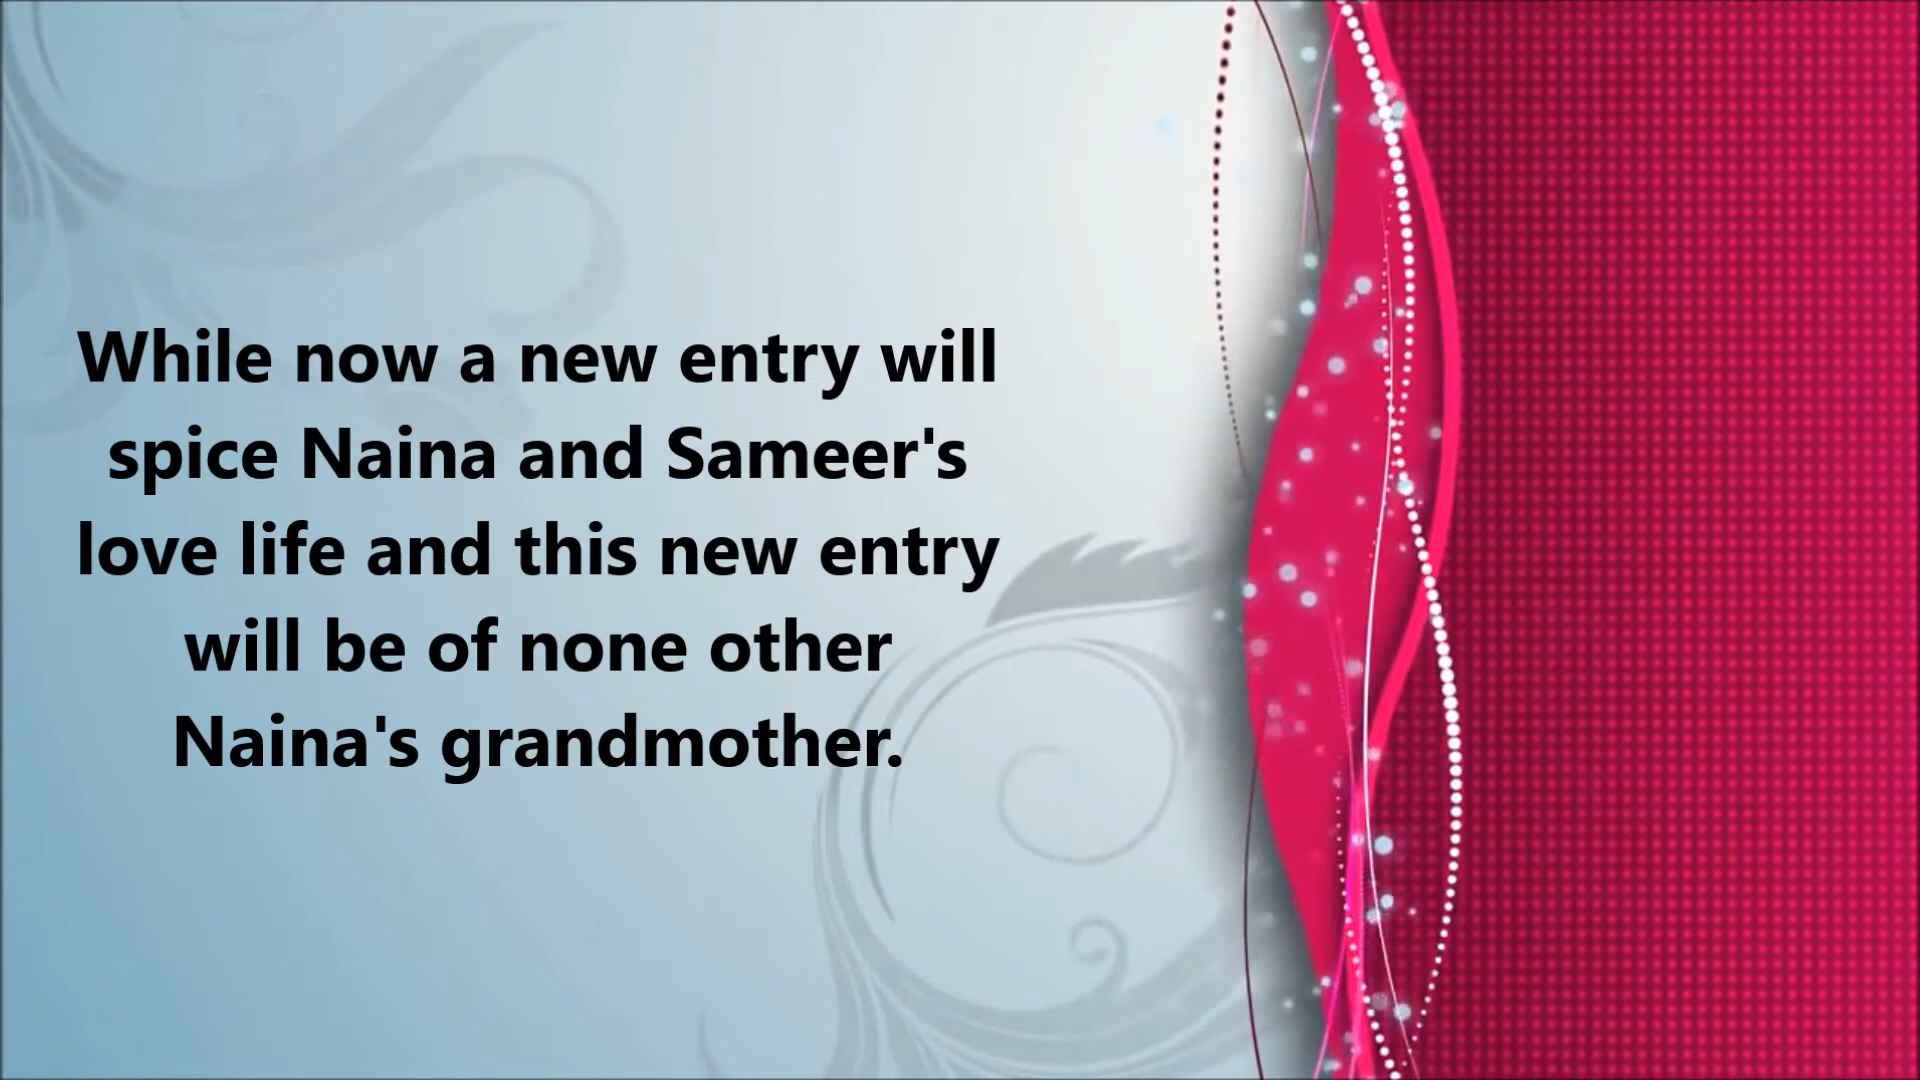 While now a new entry will
spice Naina and Sameer's
love life and this new entry
will be of none other
Naina's grandmother.